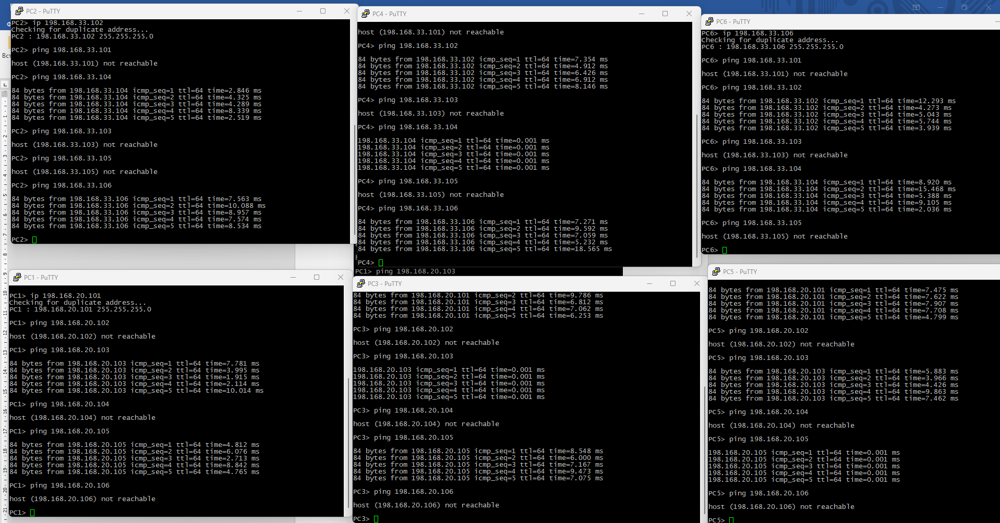 PC2 - PuTTY
PC2> ip 198.168.33.102
Checking for duplicate address...
PC2 : 198.168.33.102 255.255.255.0
PC2> ping 198.168.33.101
host (198.168.33.101) not reachable
PC2> ping 198.168.33.104
84 bytes from 198.168.33.104 icmp_seq=1 ttl=64 time=2.846 ms
84 bytes from 198.168.33.104 icmp_seq=2 ttl=64 time=4.325 ms
84 bytes from 198.168.33.104 icmp_seq=3 ttl=64 time=4.289 ms
84 bytes from 198.168.33.104 icmp_seq=4 ttl=64 time=8.339 ms
84 bytes from 198.168.33.104 icmp_seq=5 ttl=64 time=2.519 ms
PC2> ping 198.168.33.103
host (198.168.33.103) not reachable
PC2> ping 198.168.33.105
host (198.168.33.105) not reachable
PC2> ping 198.168.33.106
84 bytes from 198.168.33.106 icmp_seq=1 ttl=64 time=7.563 ms
84 bytes from 198.168.33.106 icmp_seq=2 ttl=64 time=10.088 ms
84 bytes from 198.168.33.106 icmp_seq=3 ttl=64 time=8.957 ms
84 bytes from 198.168.33.106 icmp_seq=4 ttl=64 time=7.574 ms
84 bytes from 198.168.33.106 icmp_seq=5 ttl=64 time=8.534 ms
PC2>
PC4 - PuTTY
host (198.168.33.101) not reachable
PC4> ping 198.168.33.102
84 bytes from 198.168.33.102 icmp_seq=1 ttl=64 time=7.354 ms
84 bytes from 198.168.33.102 icmp_seq=2 ttl=64 time=4.912 ms
84 bytes from 198.168.33.102 icmp_seq=3 ttl=64 time=6.426 ms
84 bytes from 198.168.33.102 icmp_seq=4 ttl=64 time=6.912 ms
84 bytes from 198.168.33.102 icmp_seq=5 ttl=64 time=8.146 ms
PC4> ping 198.168.33.103
host (198.168.33.103) not reachable
PC4> ping 198.168.33.104
198.168.33.104 icmp_seq=1 ttl=64 time=0.001 ms
198.168.33.104 icmp_seq=2 ttl=64 time=0.001 ms
198.168.33.104 icmp_seq=3 ttl=64 time=0.001 ms
198.168.33.104 icmp_seq=4 ttl=64 time=0.001 ms
198.168.33.104 icmp_seq=5 ttl=64 time=0.001 ms
PC4> ping 198.168.33.105
host (198.168.33.105) not reachable
PC4> ping 198.168.33.106
84 bytes from 198.168.33.106 icmp_seq=1 ttl=64 time=7.271 ms
84 bytes from 198.168.33.106 icmp_seq=2 ttl=64 time=9.592 ms
84 bytes from 198.168.33.106 icmp_seq=3 ttl=64 time=7.059 ms
84 bytes from 198.168.33.106 icmp_seq=4 ttl=64 time=5.232 ms
84 bytes from 198.168.33.106 icmp_seq=5 ttl=64 time=18.565 ms
PC4>
PC6 - PuTTY
PC6> ip 198.168.33.106
Checking for duplicate address...
PC6 : 198.168.33.106 255.255.255.0
PC6> ping 198.168.33.101
host (198.168.33.101) not reachable
PC6> ping 198.168.33.102
84 bytes from 198.168.33.102 icmp_seq=1 ttl=64 time=12.293 ms
84 bytes from 198.168.33.102 icmp_seq=2 ttl=64 time=4.273 ms
84 bytes from 198.168.33.102 icmp_seq=3 ttl=64 time=5.043 ms
84 bytes from 198.168.33.102 icmp_seq=4 ttl=64 time=5.744 ms
84 bytes from 198.168.33.102 icmp_seq=5 ttl=64 time=3.939 ms
PC6> ping 198.168.33.103
host (198.168.33.103) not reachable
PC6> ping 198.168.33.104
84 bytes from 198.168.33.104 icmp_seq=1 ttl=64 time=8.920 ms
84 bytes from 198.168.33.104 icmp_seq=2 ttl=64 time=15.468 ms
84 bytes from 198.168.33.104 icmp_seq=3 ttl=64 time=5.388 ms
84 bytes from 198.168.33.104 icmp_seq=4 ttl=64 time=9.105 ms
84 bytes from 198.168.33.104 icmp_seq=5 ttl=64 time=2.036 ms
PC6> ping 198.168.33.105
host (198.168.33.105) not reachable
PC6>
PC1> ping 198.168.20.103
PC1 - PuTTY
PC1> ip 198.168.20.101
Checking for duplicate address...
PC1 : 198.168.20.101 255.255.255.0
PC1> ping 198.168.20.102
host (198.168.20.102) not reachable
PC1> ping 198.168.20.103
84 bytes from 198.168.20.103 icmp_seq=1 ttl=64 time=7.781 ms
84 bytes from 198.168.20.103 icmp_seq=2 ttl=64 time=3.995 ms
84 bytes from 198.168.20.103 icmp_seq=3 ttl=64 time=1.915 ms
84 bytes from 198.168.20.103 icmp_seq=4 ttl=64 time=2.114 ms
84 bytes from 198.168.20.103 icmp_seq=5 ttl=64 time=10.014 ms
PC1> ping 198.168.20.104
host (198.168.20.104) not reachable
PC1> ping 198.168.20.105
84 bytes from 198.168.20.105 icmp_seq=1 ttl=64 time=4.812 ms
84 bytes from 198.168.20.105 icmp_seq=2 ttl=64 time=6.076 ms
84 bytes from 198.168.20.105 icmp_seq=3 ttl=64 time=2.713 ms
84 bytes from 198.168.20.105 icmp_seq=4 ttl=64 time=8.842 ms
84 bytes from 198.168.20.105 icmp_seq=5 ttl=64 time=4.765 ms
PC1> ping 198.168.20.106
host (198.168.20.106) not reachable
PC1>
PC3 - PuTTY
84 bytes from 198.168.20.101 icmp_seq=2 ttl=64 time=9.786 ms
84 bytes from 198.168.20.101 icmp_seq=3 ttl=64 time=6.812 ms
84 bytes from 198.168.20.101 icmp_seq=4 ttl=64 time=7.062 ms
84 bytes from 198.168.20.101 icmp_seq=5 ttl=64 time=6.253 ms
PC3> ping 198.168.20.102
host (198.168.20.102) not reachable
PC3> ping 198.168.20.103
198.168.20.103 icmp_seq=1 ttl=64 time=0.001 ms
198.168.20.103 icmp_seq=2 ttl=64 time=0.001 ms
198.168.20.103 icmp_seq=3 ttl=64 time=0.001 ms
198.168.20.103 icmp_seq=4 ttl=64 time=0.001 ms
198.168.20.103 icmp_seq=5 ttl=64 time=0.001 ms
PC3> ping 198.168.20.104
host (198.168.20.104) not reachable
PC3> ping 198.168.20.105
84 bytes from 198.168.20.105 icmp_seq=1 ttl=64 time=8.548 ms
84 bytes from 198.168.20.105 icmp_seq=2 ttl=64 time=6.000 ms
84 bytes from 198.168.20.105 icmp_seq=3 ttl=64 time=7.167 ms
84 bytes from 198.168.20.105 icmp_seq=4 ttl=64 time=9.473 ms
84 bytes from 198.168.20.105 icmp_seq=5 ttl=64 time=7.075 ms
PC3> ping 198.168.20.106
host (198.168.20.106) not reachable
PC3>
PC5 - PuTTY
84 bytes from 198.168.20.101 icmp_seq=1 ttl=64 time=7.475 ms
84 bytes from 198.168.20.101 icmp_seq=2 ttl=64 time=7.622 ms
84 bytes from 198.168.20.101 icmp_seq=3 ttl=64 time=7.907 ms
84 bytes from 198.168.20.101 icmp_seq=4 ttl=64 time=7.708 ms
84 bytes from 198.168.20.101 icmp_seq=5 ttl=64 time=4.799 ms
PC5> ping 198.168.20.102
host (198.168.20.102) not reachable
PC5> ping 198.168.20.103
84 bytes from 198.168.20.103 icmp_seq=1 ttl=64 time=5.883 ms
84 bytes from 198.168.20.103 icmp_seq=2 ttl=64 time=3.966 ms
84 bytes from 198.168.20.103 icmp_seq=3 ttl=64 time=4.426 ms
84 bytes from 198.168.20.103 icmp_seq=4 ttl=64 time=9.863 ms
84 bytes from 198.168.20.103 icmp_seq=5 ttl=64 time=7.462 ms
PC5> ping 198.168.20.104
host (198.168.20.104) not reachable
PC5> ping 198.168.20.105
198.168.20.105 icmp_seq=1 ttl=64 time=0.001 ms
198.168.20.105 icmp_seq=2 ttl=64 time=0.001 ms
198.168.20.105 icmp_seq=3 ttl=64 time=0.001 ms
198.168.20.105 icmp_seq=4 ttl=64 time=0.001 ms
198.168.20.105 icmp_seq=5 ttl=64 time=0.001 ms
PC5> ping 198.168.20.106
host (198.168.20.106) not reachable
PC5>